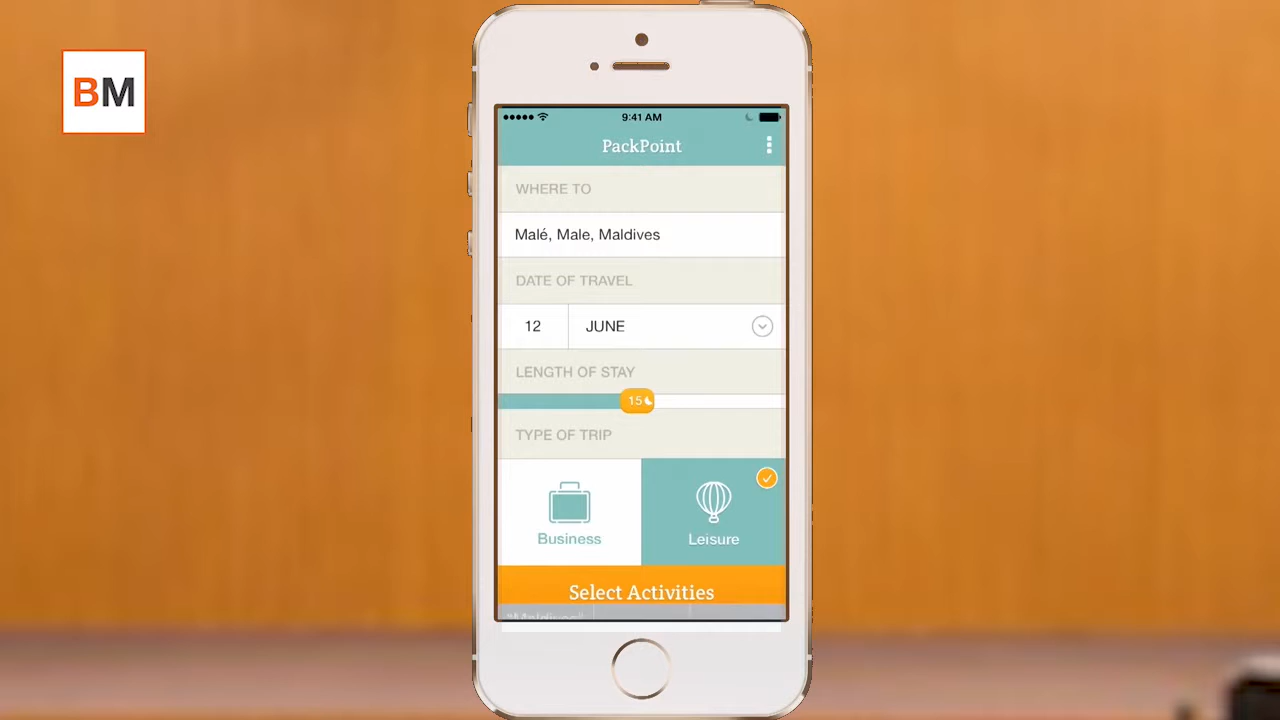 BM
9:41 AM
PackPoint
WHERE TO
Malé, Male, Maldives
DATE OF TRAVEL
12 JUNE
LENGTH OF STAY
15
TYPE OF TRIP
Business Leisure
Select Activities
"Maldives"